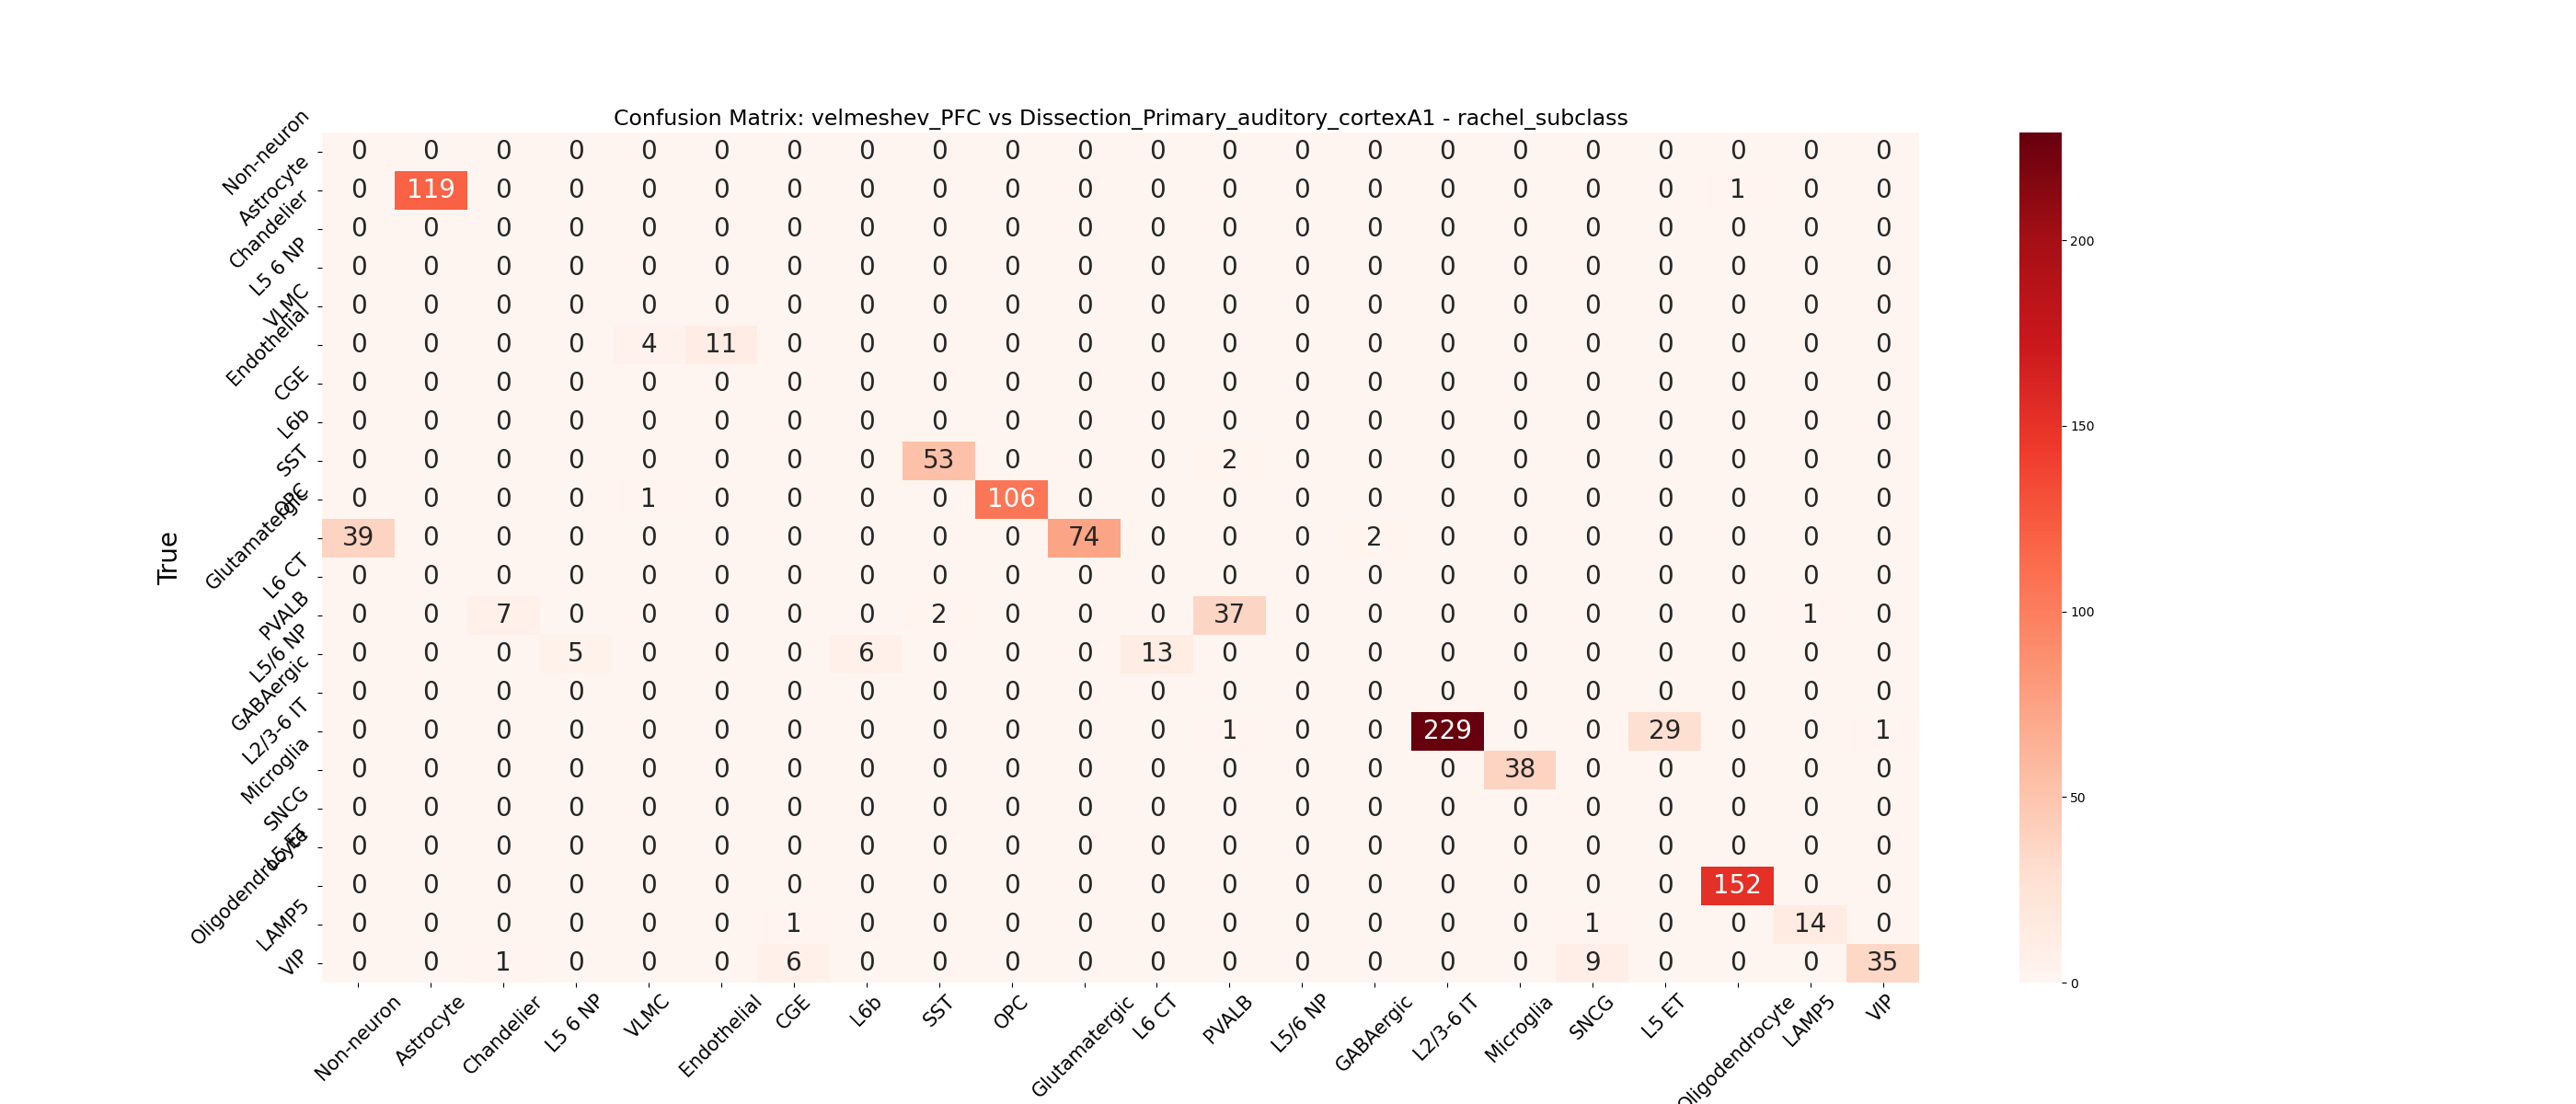 Confusion Matrix: velmeshev_PFC vs Dissection_Primary_auditory_cortexA1 - rachel_subclass
True
Non-neuron 0 0 0 0 0 0 0 0 0 0 0 0 0 0 0 0 0 0 0 0 0 0
Astrocyte 0 119 0 0 0 0 0 0 0 0 0 0 0 0 0 0 0 0 0 1 0 0
Chandelier 0 0 0 0 0 0 0 0 0 0 0 0 0 0 0 0 0 0 0 0 0 0
L5 6 NP 0 0 0 0 0 0 0 0 0 0 0 0 0 0 0 0 0 0 0 0 0 0
VLMC 0 0 0 0 0 0 0 0 0 0 0 0 0 0 0 0 0 0 0 0 0 0
Endothelial 0 0 0 0 4 11 0 0 0 0 0 0 0 0 0 0 0 0 0 0 0 0
CGE 0 0 0 0 0 0 0 0 0 0 0 0 0 0 0 0 0 0 0 0 0 0
L6b 0 0 0 0 0 0 0 0 0 0 0 0 0 0 0 0 0 0 0 0 0 0
SST 0 0 0 0 0 0 0 0 53 0 0 0 2 0 0 0 0 0 0 0 0 0
OPC 0 0 0 0 1 0 0 0 0 106 0 0 0 0 0 0 0 0 0 0 0 0
Glutamatergic 39 0 0 0 0 0 0 0 0 0 74 0 0 0 2 0 0 0 0 0 0 0
L6 CT 0 0 0 0 0 0 0 0 0 0 0 0 0 0 0 0 0 0 0 0 0 0
PVALB 0 0 7 0 0 0 0 0 2 0 0 0 37 0 0 0 0 0 0 0 1 0
L5/6 NP 0 0 0 5 0 0 0 6 0 0 0 13 0 0 0 0 0 0 0 0 0 0
GABAergic 0 0 0 0 0 0 0 0 0 0 0 0 0 0 0 0 0 0 0 0 0 0
L2/3-6 IT 0 0 0 0 0 0 0 0 0 0 0 0 1 0 0 229 0 0 29 0 0 1
Microglia 0 0 0 0 0 0 0 0 0 0 0 0 0 0 0 0 38 0 0 0 0 0
SNCG 0 0 0 0 0 0 0 0 0 0 0 0 0 0 0 0 0 0 0 0 0 0
L5 ET 0 0 0 0 0 0 0 0 0 0 0 0 0 0 0 0 0 0 0 0 0 0
Oligodendrocyte 0 0 0 0 0 0 0 0 0 0 0 0 0 0 0 0 0 0 0 152 0 0
LAMP5 0 0 0 0 0 0 1 0 0 0 0 0 0 0 0 0 0 1 0 0 14 0
VIP 0 0 1 0 0 0 6 0 0 0 0 0 0 0 0 0 0 9 0 0 0 35
Non-neuron Astrocyte Chandelier L5 6 NP VLMC Endothelial CGE L6b SST OPC Glutamatergic L6 CT PVALB L5/6 NP GABAergic L2/3-6 IT Microglia SNCG L5 ET Oligodendrocyte LAMP5 VIP
200
150
100
50
0